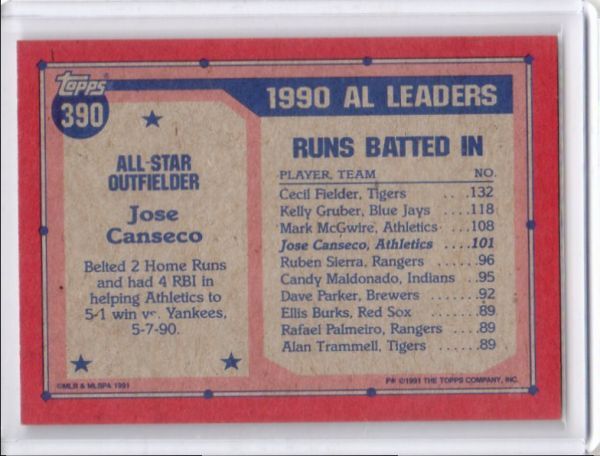 Topps
390
1990 AL LEADERS
ALL-STAR
OUTFIELDER
Jose
Canseco
Belted 2 Home Runs
and had 4 RBI in
helping Athletics to
5-1 win vs. Yankees,
5-7-90.
RUNS BATTED IN
PLAYER, TEAM NO.
Cecil Fielder, Tigers ....132
Kelly Gruber, Blue Jays ....118
Mark McGwire, Athletics ....108
Jose Canseco, Athletics ....101
Ruben Sierra, Rangers .....96
Candy Maldonado, Indians ..95
Dave Parker, Brewers .....92
Ellis Burks, Red Sox ......89
Rafael Palmeiro, Rangers ...89
Alan Trammell, Tigers .....89
©MLB & MLBPA 1991
P* ©1991 THE TOPPS COMPANY, INC.